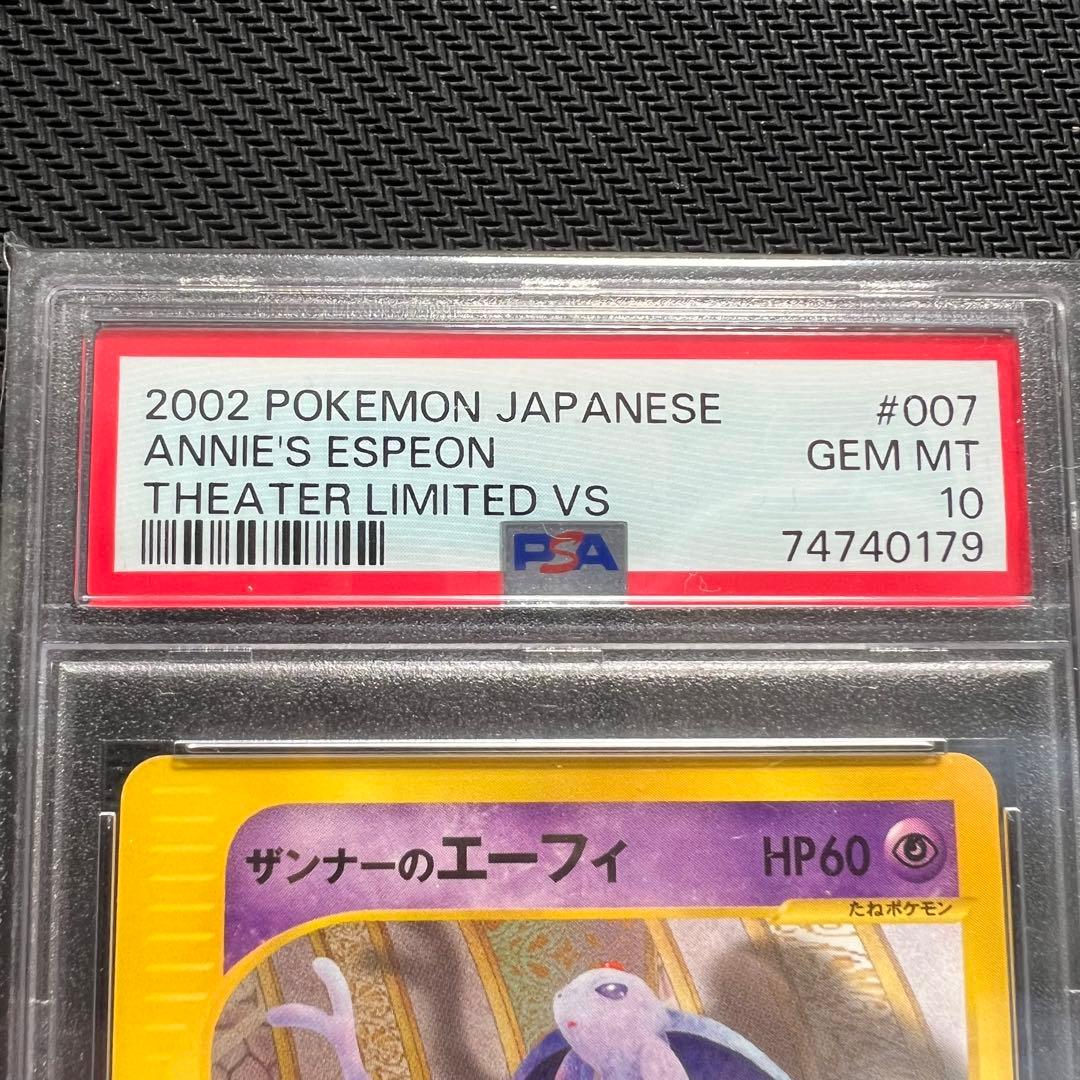 2002 POKEMON JAPANESE #007
ANNIE'S ESPEON GEM MT
THEATER LIMITED VS 10
PSA 74740179
ザンナーのエーフィ HP60
たねポケモン